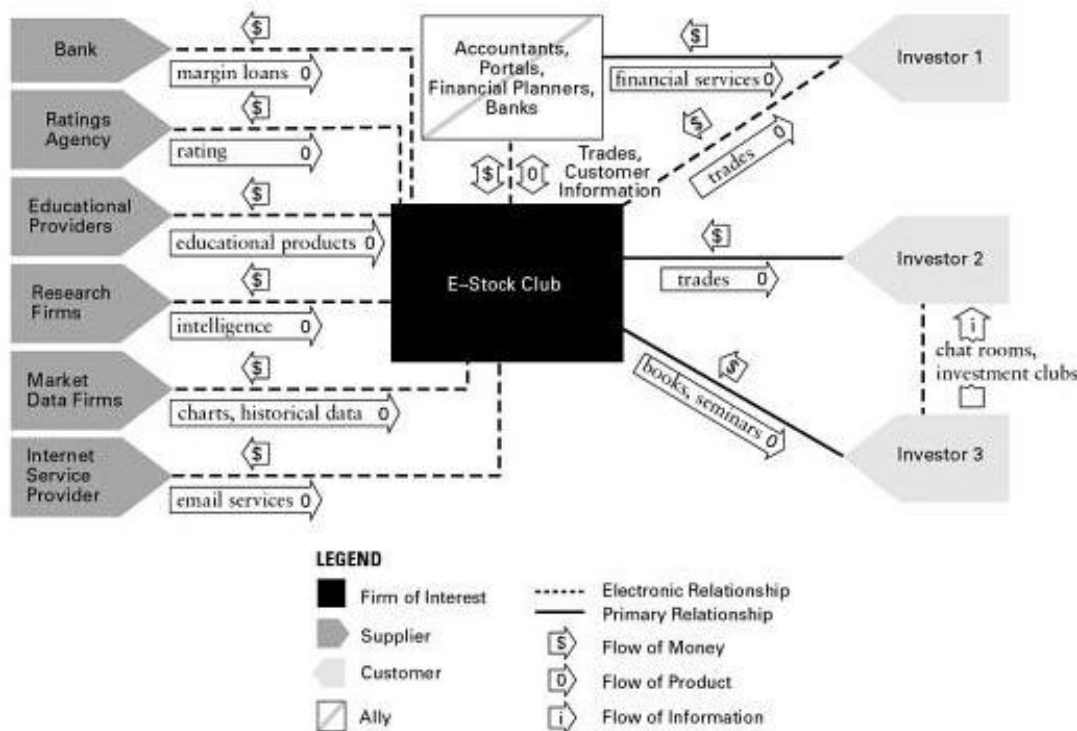 $
Bank
margin loans 0
$
Ratings
Agency
rating 0
$
Educational
Providers
educational products 0
$
Research
Firms
intelligence 0
$
Market
Data Firms
charts, historical data 0
$
Internet
Service
Provider
email services 0
Accountants,
Portals,
Financial Planners,
Banks
$
financial services 0
$
trades 0
Investor 1
$ 0
Trades,
Customer
Information
E–Stock Club
$
trades 0
Investor 2
$
books, seminars 0
i
chat rooms,
investment clubs
Investor 3
LEGEND
Firm of Interest
Supplier
Customer
Ally
Electronic Relationship
Primary Relationship
$ Flow of Money
0 Flow of Product
i Flow of Information